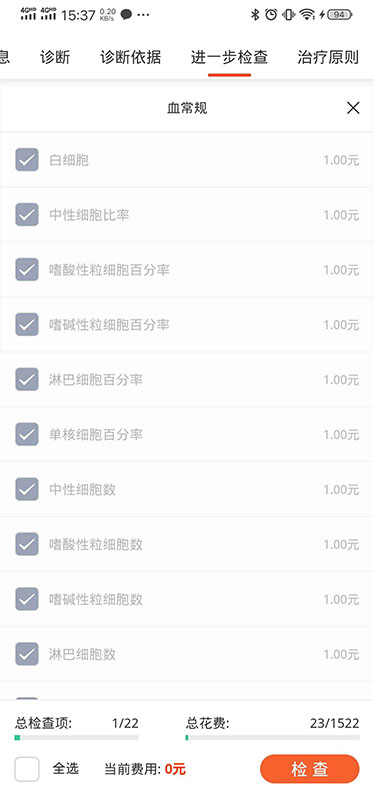 4GHD 4GHD 15:37 0.20 KB/s ... 94
息 诊断 诊断依据 进一步检查 治疗原则
血常规
白细胞 1.00元
中性细胞比率 1.00元
嗜酸性粒细胞百分率 1.00元
嗜碱性粒细胞百分率 1.00元
淋巴细胞百分率 1.00元
单核细胞百分率 1.00元
中性细胞数 1.00元
嗜酸性粒细胞数 1.00元
嗜碱性粒细胞数 1.00元
淋巴细胞数 1.00元
总检查项: 1/22 总花费: 23/1522
全选 当前费用: 0元 检查